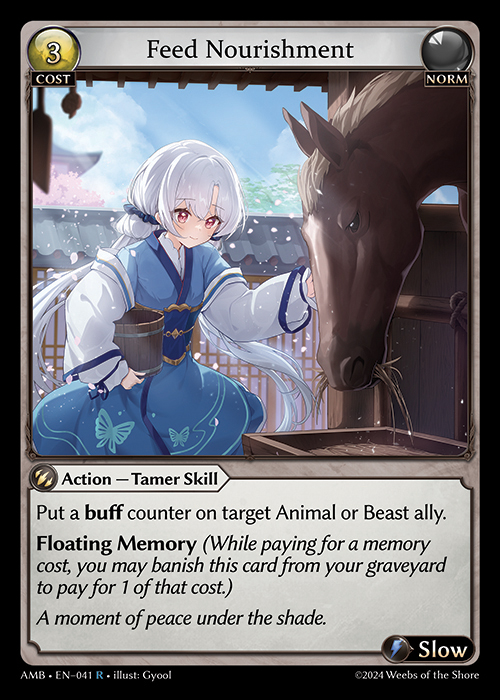 3
Feed Nourishment
COST
NORM
Action — Tamer Skill
Put a buff counter on target Animal or Beast ally.
Floating Memory (While paying for a memory
cost, you may banish this card from your graveyard
to pay for 1 of that cost.)
A moment of peace under the shade.
Slow
AMB • EN–041 R • illust: Gyool
©2024 Weebs of the Shore